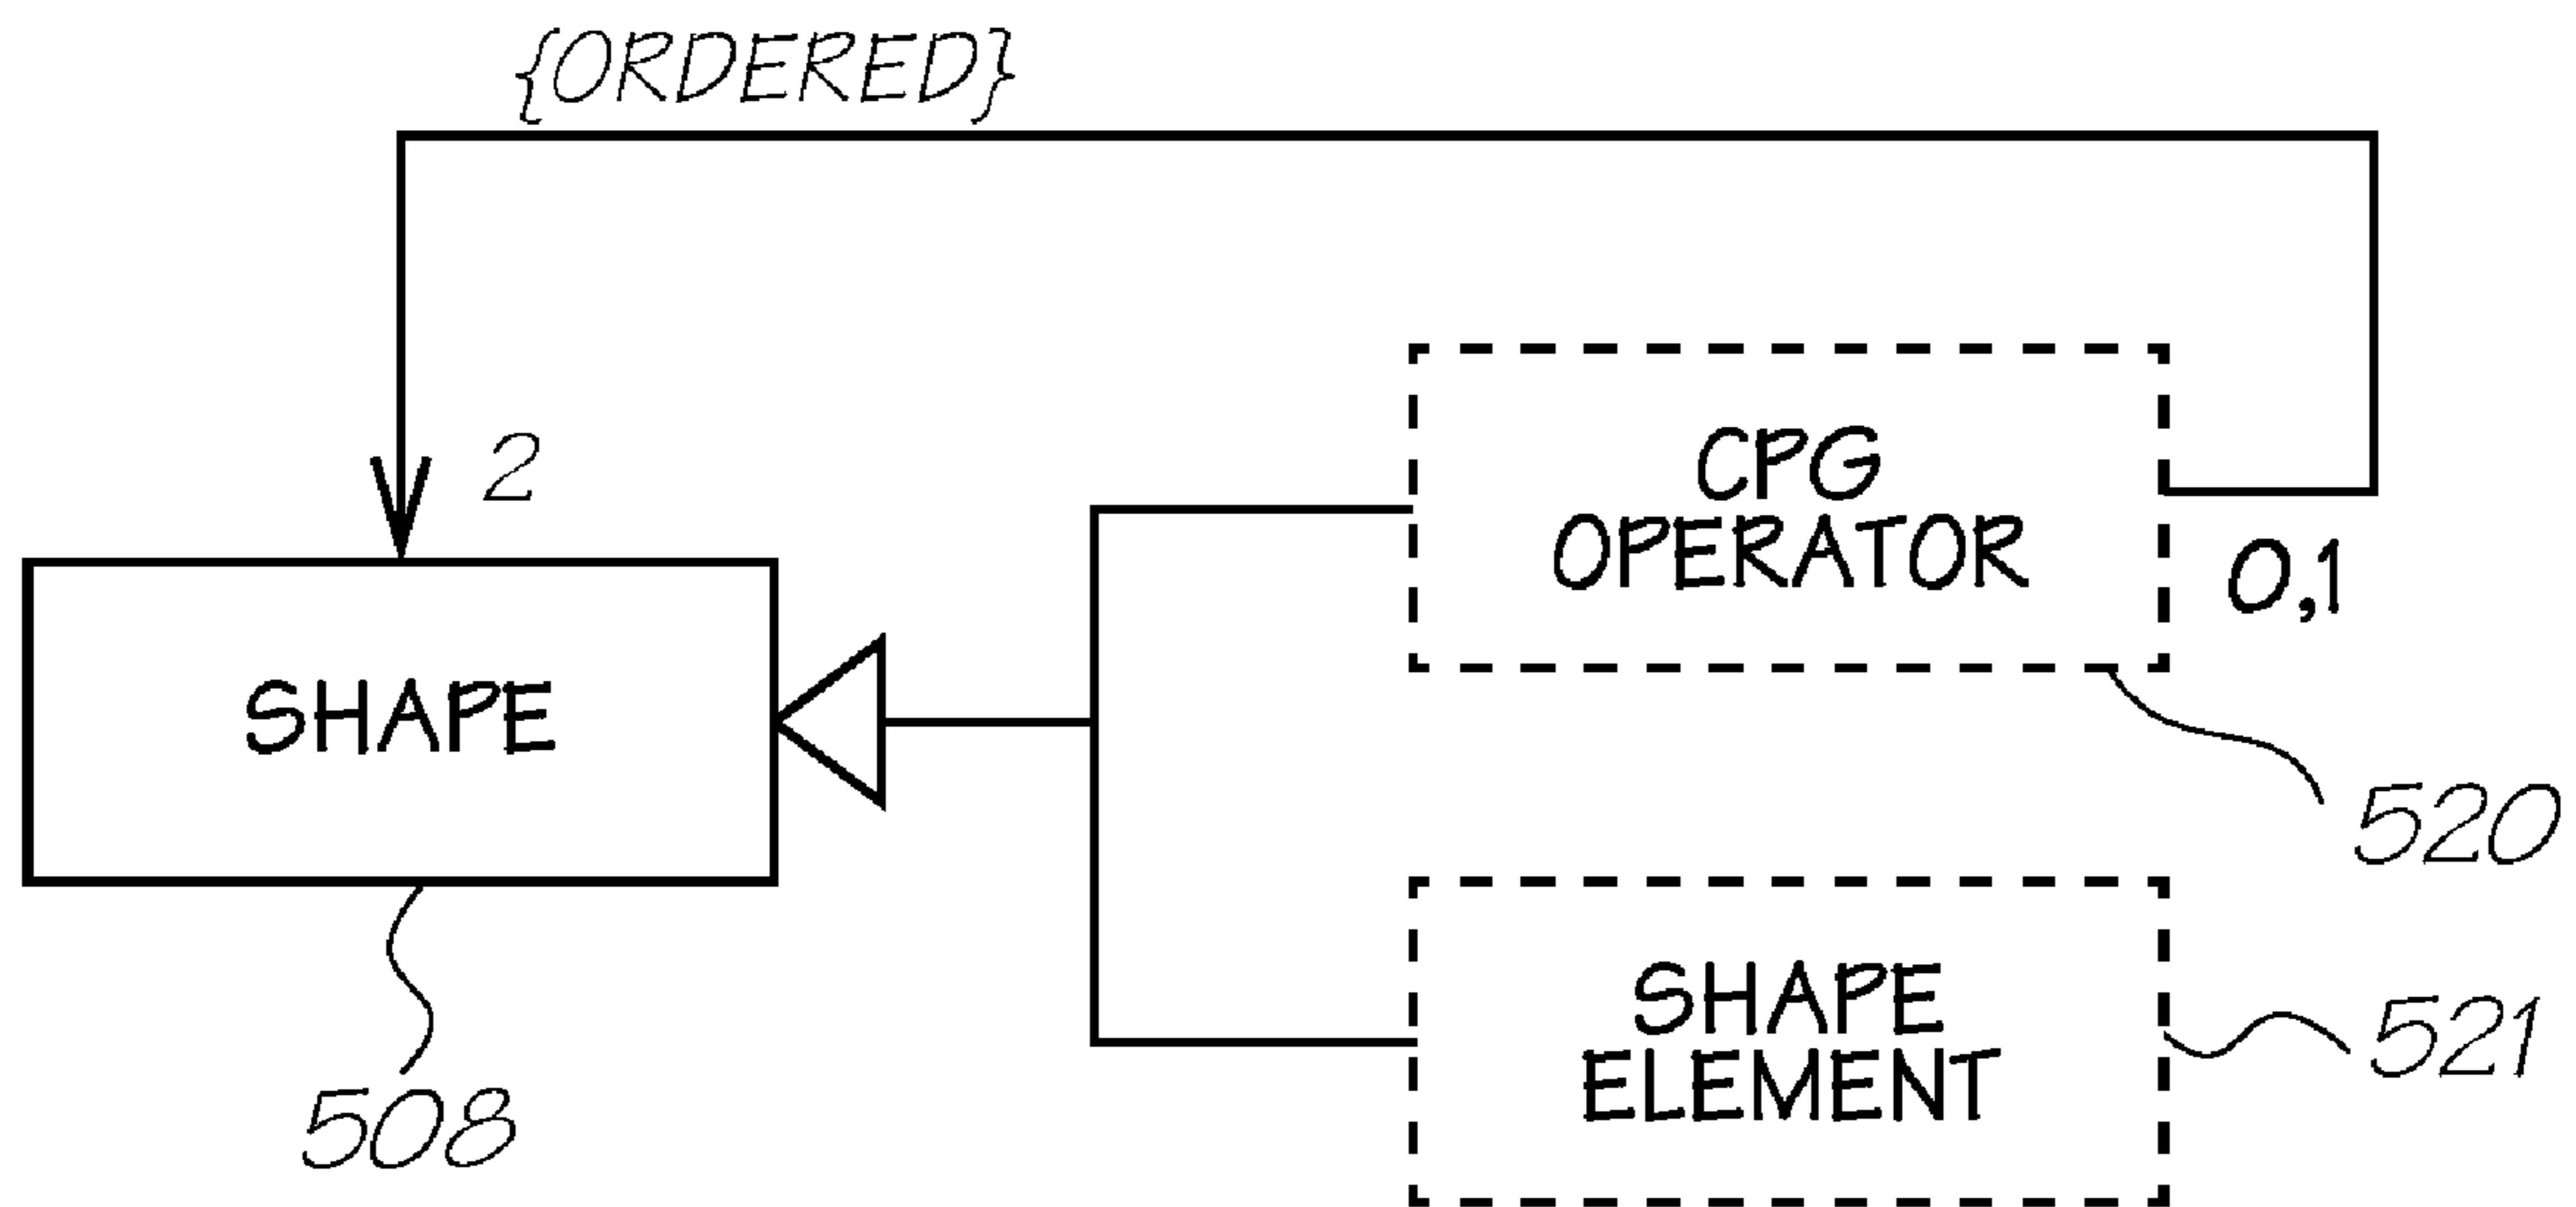 {ORDERED}
2
CPG
OPERATOR
0,1
SHAPE
520
SHAPE
ELEMENT
521
508